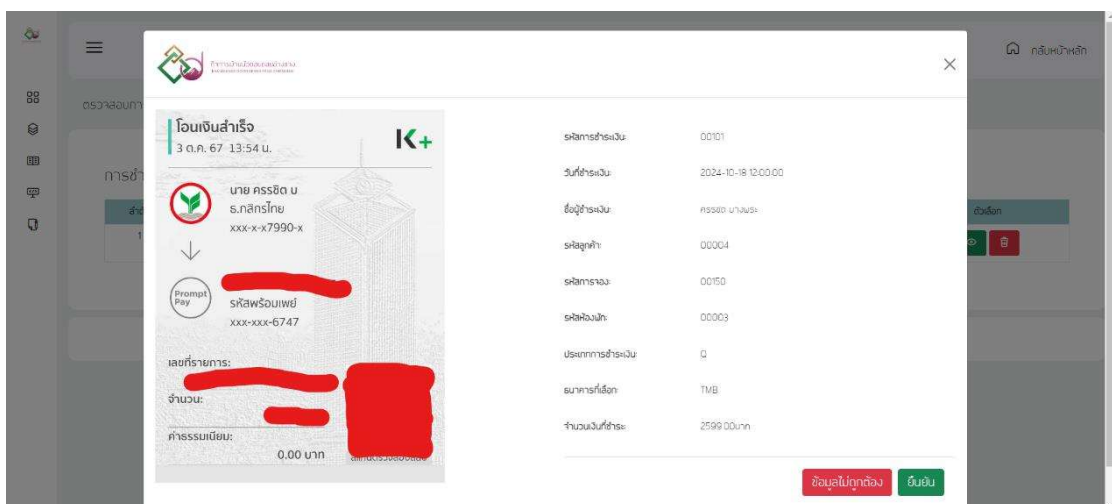 กลับหน้าหลัก
ตรวจสอบกา
การชำ
ลำดั
1
ตัวเลือก
โอนเงินสำเร็จ
3 ต.ค. 67 13:54 น.
K+
นาย ครรชิต บ
ธ.กสิกรไทย
xxx-x-x7990-x
Prompt
Pay
รหัสพร้อมเพย์
xxx-xxx-6747
เลขที่รายการ:
จำนวน:
ค่าธรรมเนียม:
0.00 บาท
รหัสการชำระเงิน: 00101
วันที่ชำระเงิน: 2024-10-18 12:00:00
ชื่อผู้ชำระเงิน: ครรชิต บางพระ
รหัสลูกค้า: 00004
รหัสการจอง: 00150
รหัสห้องพัก: 00003
ประเภทการชำระเงิน: Q
ธนาคารที่เลือก: TMB
จำนวนเงินที่ชำระ: 2599.00บาท
ข้อมูลไม่ถูกต้อง
ยืนยัน